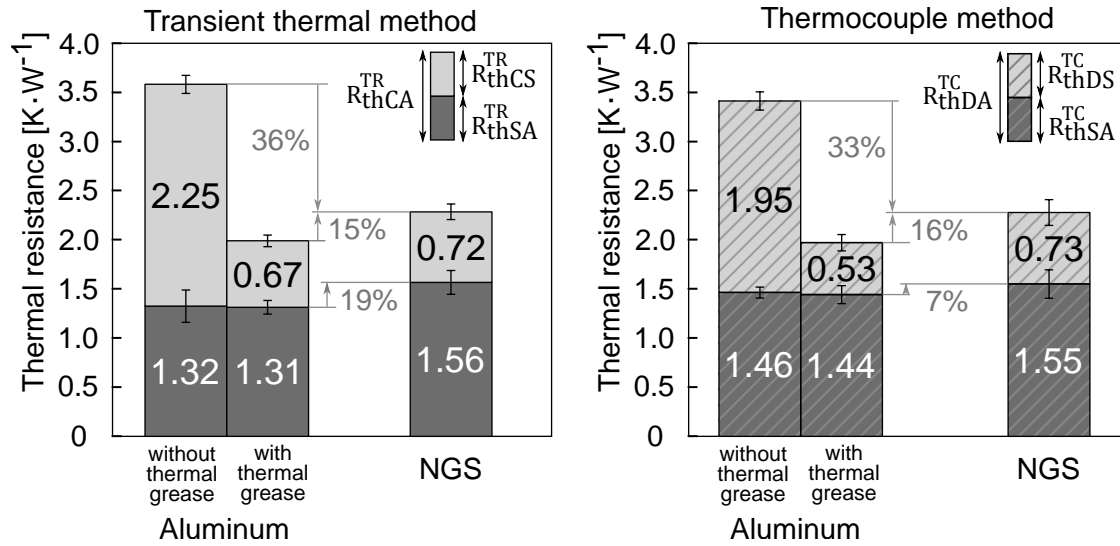 Transient thermal method
Thermal resistance [K·W⁻¹]
4.0
3.5
3.0
2.5
2.0
1.5
1.0
0.5
0
R_thCA^TR
R_thCS^TR
R_thSA^TR
36%
15%
19%
2.25
1.32
0.67
1.31
0.72
1.56
without thermal grease
with thermal grease
NGS
Aluminum
Thermocouple method
Thermal resistance [K·W⁻¹]
4.0
3.5
3.0
2.5
2.0
1.5
1.0
0.5
0
R_thDA^TC
R_thDS^TC
R_thSA^TC
33%
16%
7%
1.95
1.46
0.53
1.44
0.73
1.55
without thermal grease
with thermal grease
NGS
Aluminum